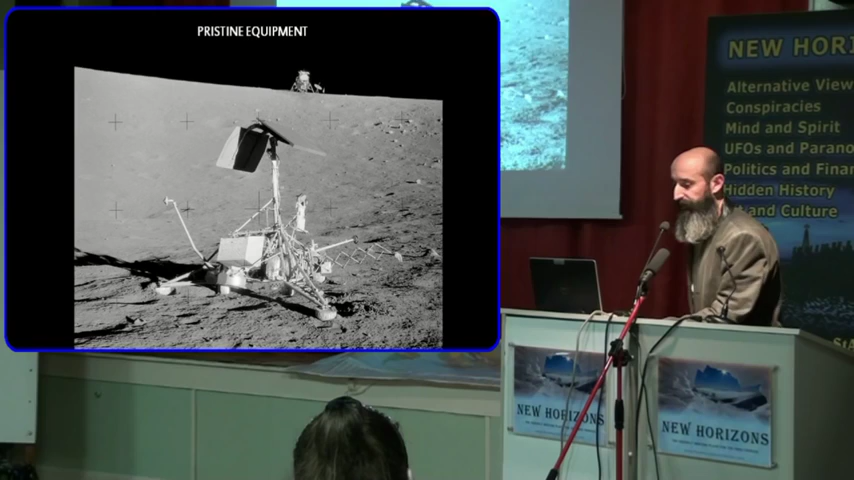 PRISTINE EQUIPMENT
NEW HORI
Alternative View
Conspiracies
Mind and Spirit
UFOs and Parano
Politics and Finan
Hidden History
and Culture
NEW HORIZONS
NEW HORIZONS